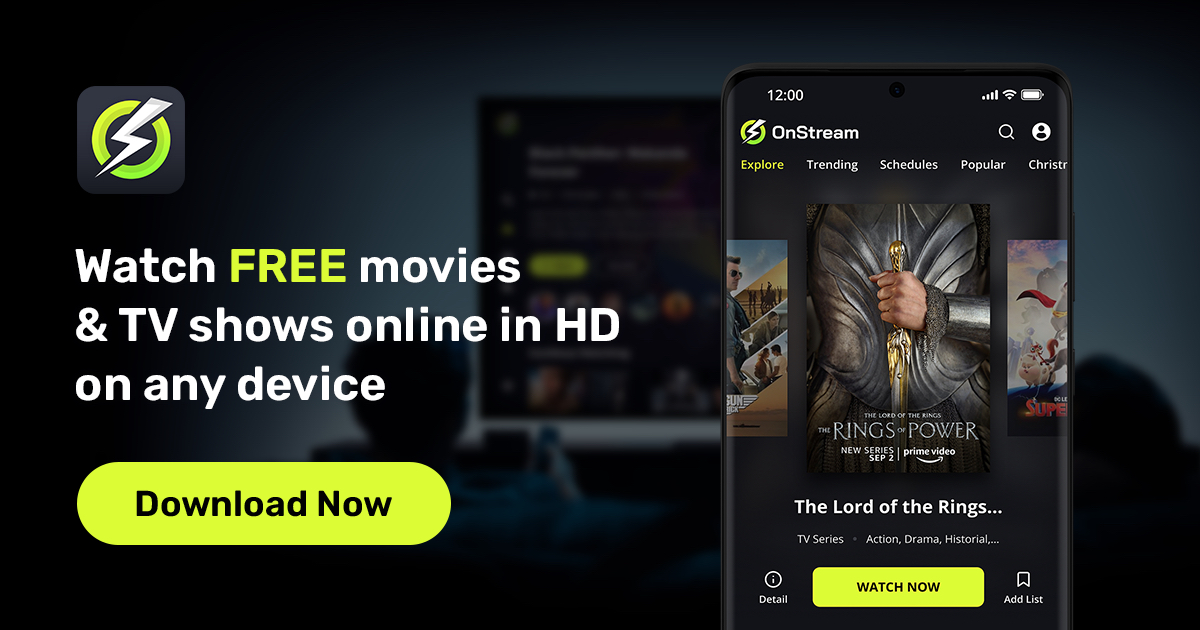 Watch FREE movies
& TV shows online in HD
on any device
Download Now
12:00
OnStream
Explore Trending Schedules Popular Christr
THE LORD OF THE RINGS
THE RINGS OF POWER
NEW SERIES
SEP 2
prime video
SUPE
The Lord of the Rings...
TV Series • Action, Drama, Historial,...
Detail
WATCH NOW
Add List